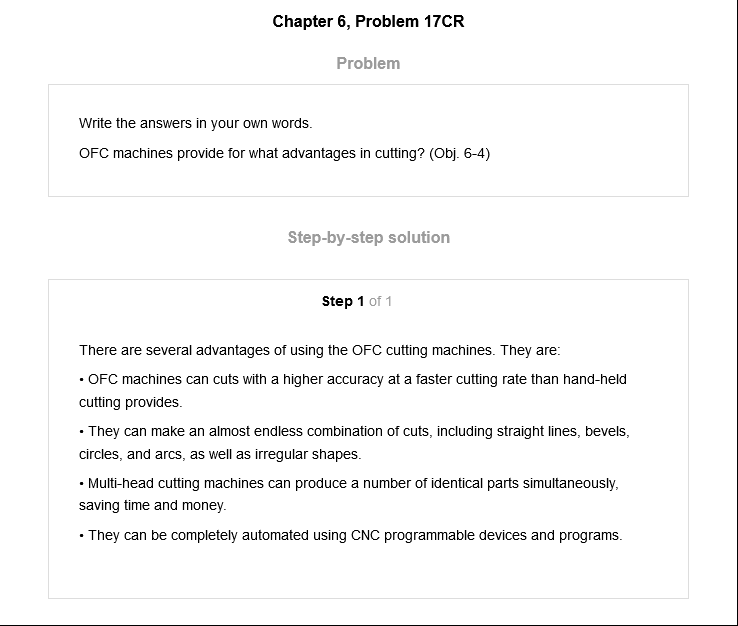 Chapter 6, Problem 17CR
Problem
Write the answers in your own words.
OFC machines provide for what advantages in cutting? (Obj. 6-4)
Step-by-step solution
Step 1 of 1
There are several advantages of using the OFC cutting machines. They are:
• OFC machines can cuts with a higher accuracy at a faster cutting rate than hand-held
cutting provides.
• They can make an almost endless combination of cuts, including straight lines, bevels,
circles, and arcs, as well as irregular shapes.
• Multi-head cutting machines can produce a number of identical parts simultaneously,
saving time and money.
• They can be completely automated using CNC programmable devices and programs.